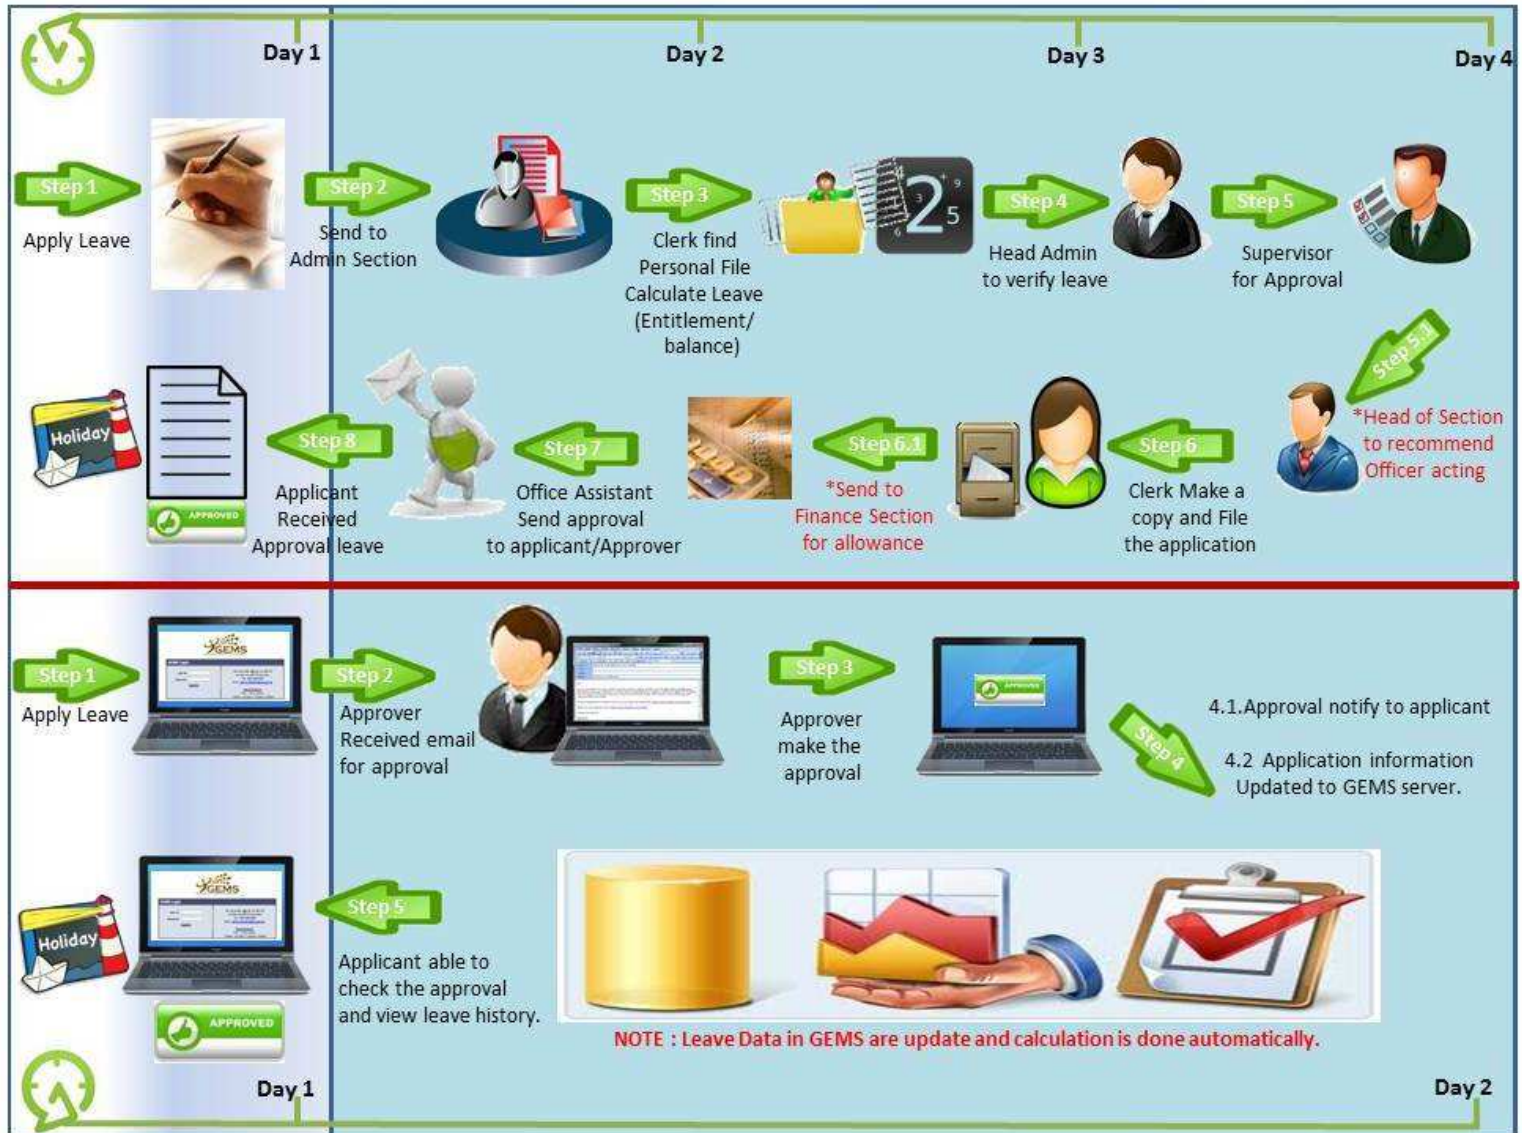 Day 1
Day 2
Day 3
Day 4
Step 1
Apply Leave
Step 2
Send to
Admin Section
Step 3
Clerk find
Personal File
Calculate Leave
(Entitlement/
balance)
Step 4
Head Admin
to verify leave
Step 5
Supervisor
for Approval
Step 5.1
*Head of Section
to recommend
Officer acting
Step 6
Clerk Make a
copy and File
the application
Step 6.1
*Send to
Finance Section
for allowance
Step 7
Office Assistant
Send approval
to applicant/Approver
Step 8
Applicant
Received
Approval leave
APPROVED
Holiday
Step 1
Apply Leave
GEMS
Step 2
Approver
Received email
for approval
Step 3
Approver
make the
approval
APPROVED
Step 4
4.1.Approval notify to applicant
4.2 Application information
Updated to GEMS server.
Step 5
Applicant able to
check the approval
and view leave history.
GEMS
Holiday
APPROVED
NOTE : Leave Data in GEMS are update and calculation is done automatically.
Day 1
Day 2